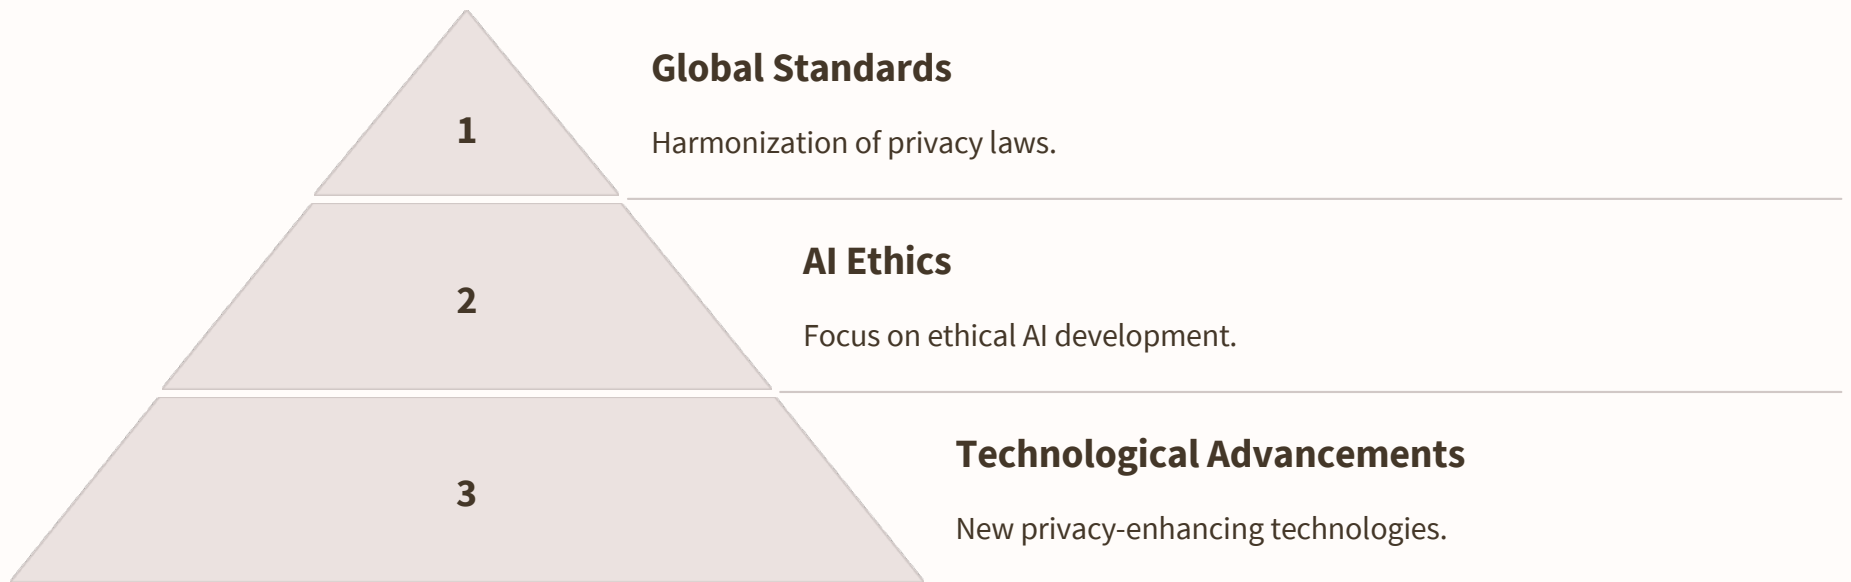 1
Global Standards
Harmonization of privacy laws.
2
AI Ethics
Focus on ethical AI development.
3
Technological Advancements
New privacy-enhancing technologies.